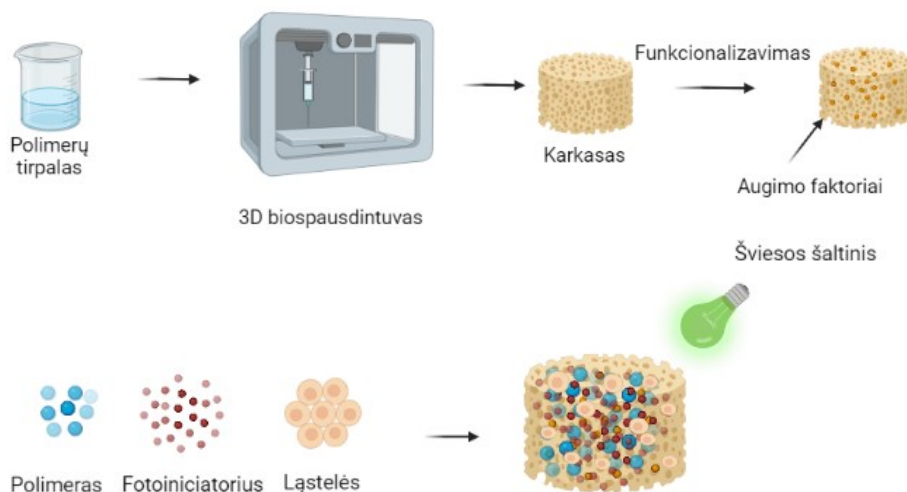 Polimerų
tirpalas
3D biospausdintuvas
Karkasas
Funkcionalizavimas
Augimo faktoriai
Šviesos šaltinis
Polimeras
Fotoiniciatorius
Ląstelės